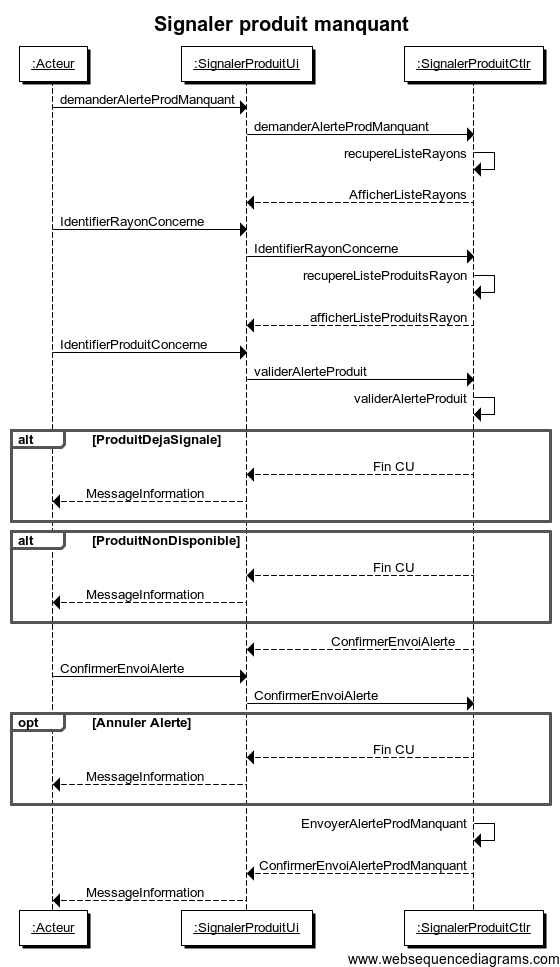 Signaler produit manquant
:Acteur
:SignalerProduitUi
:SignalerProduitCtlr
demanderAlerteProdManquant
demanderAlerteProdManquant
recupereListeRayons
AfficherListeRayons
IdentifierRayonConcerne
IdentifierRayonConcerne
recupereListeProduitsRayon
afficherListeProduitsRayon
IdentifierProduitConcerne
validerAlerteProduit
validerAlerteProduit
alt [ProduitDejaSignale]
Fin CU
MessageInformation
alt [ProduitNonDisponible]
Fin CU
MessageInformation
ConfirmerEnvoiAlerte
ConfirmerEnvoiAlerte
ConfirmerEnvoiAlerte
opt [Annuler Alerte]
Fin CU
MessageInformation
EnvoyerAlerteProdManquant
ConfirmerEnvoiAlerteProdManquant
MessageInformation
:Acteur
:SignalerProduitUi
:SignalerProduitCtlr
www.websequencediagrams.com